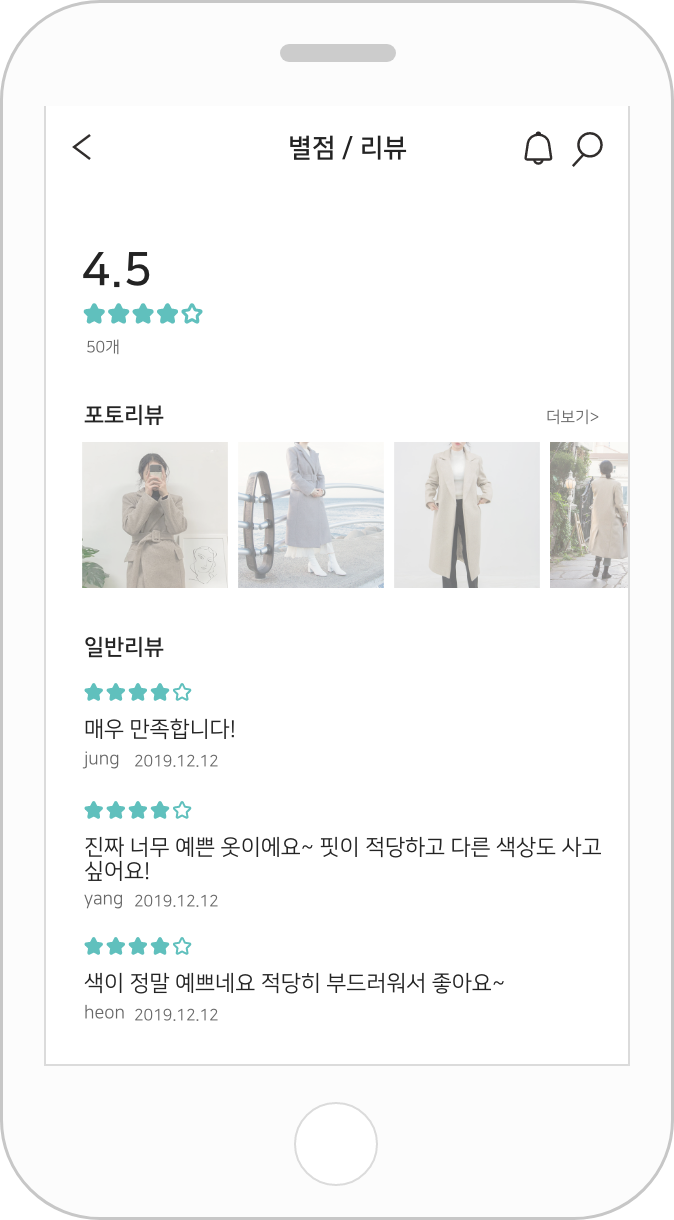 별점 / 리뷰
4.5
50개
포토리뷰
더보기>
일반리뷰
매우 만족합니다!
jung 2019.12.12
진짜 너무 예쁜 옷이에요~ 핏이 적당하고 다른 색상도 사고
싶어요!
yang 2019.12.12
색이 정말 예쁘네요 적당히 부드러워서 좋아요~
heon 2019.12.12